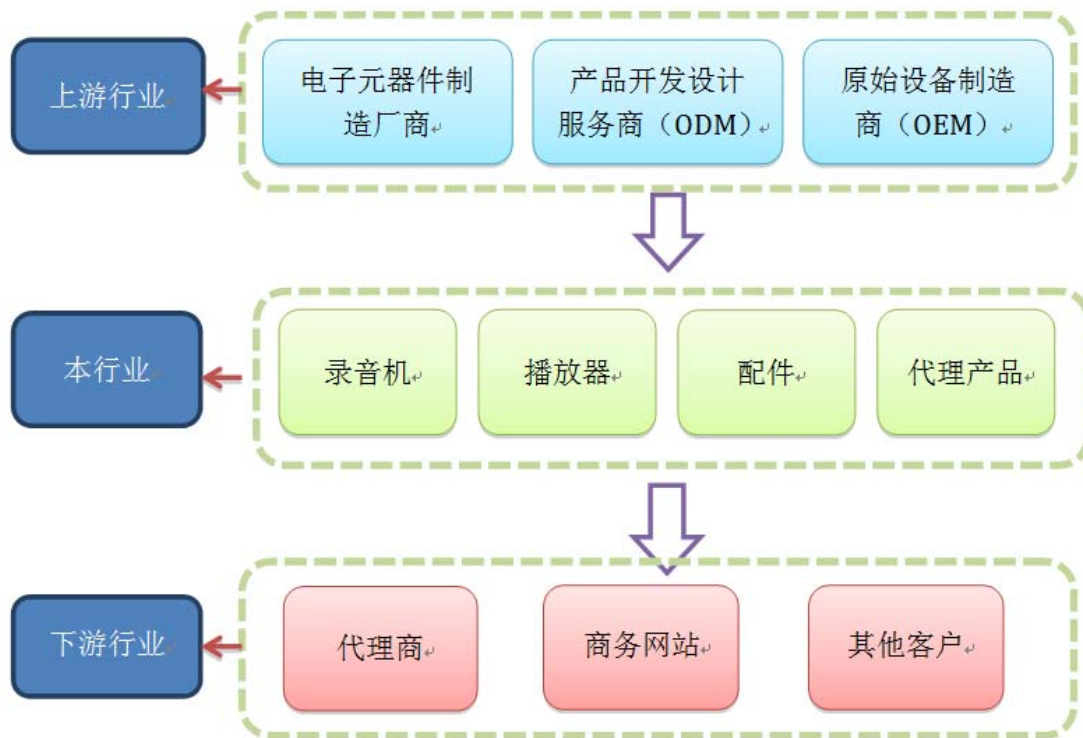 上游行业
电子元器件制
造厂商
产品开发设计
服务商（ODM）
原始设备制造
商（OEM）
本行业
录音机
播放器
配件
代理产品
下游行业
代理商
商务网站
其他客户